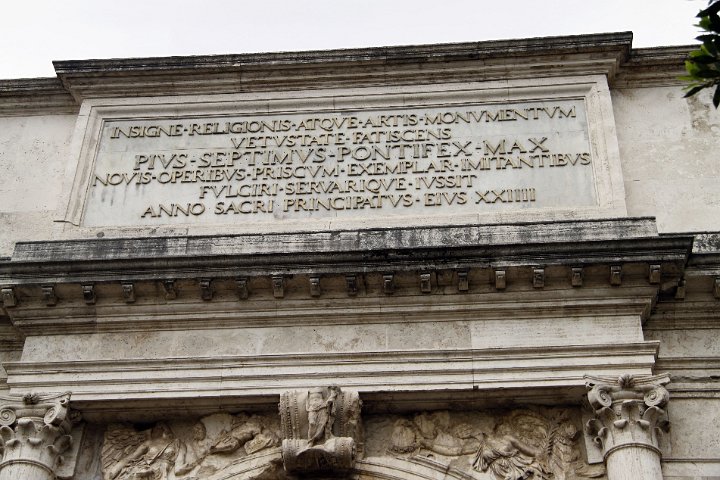 INSIGNE·RELIGIONIS·ATQVE·ARTIS·MONVMENTVM
VETVSTATE·FATISCENS
PIVS·SEPTIMVS·PONTIFEX·MAX
NOVIS·OPERIBVS·PRISCVM·EXEMPLAR·IMITANTIBVS
FVLCIRI·SERVARIQVE·IVSSIT
ANNO·SACRI·PRINCIPATVS·EIVS·XXIIII